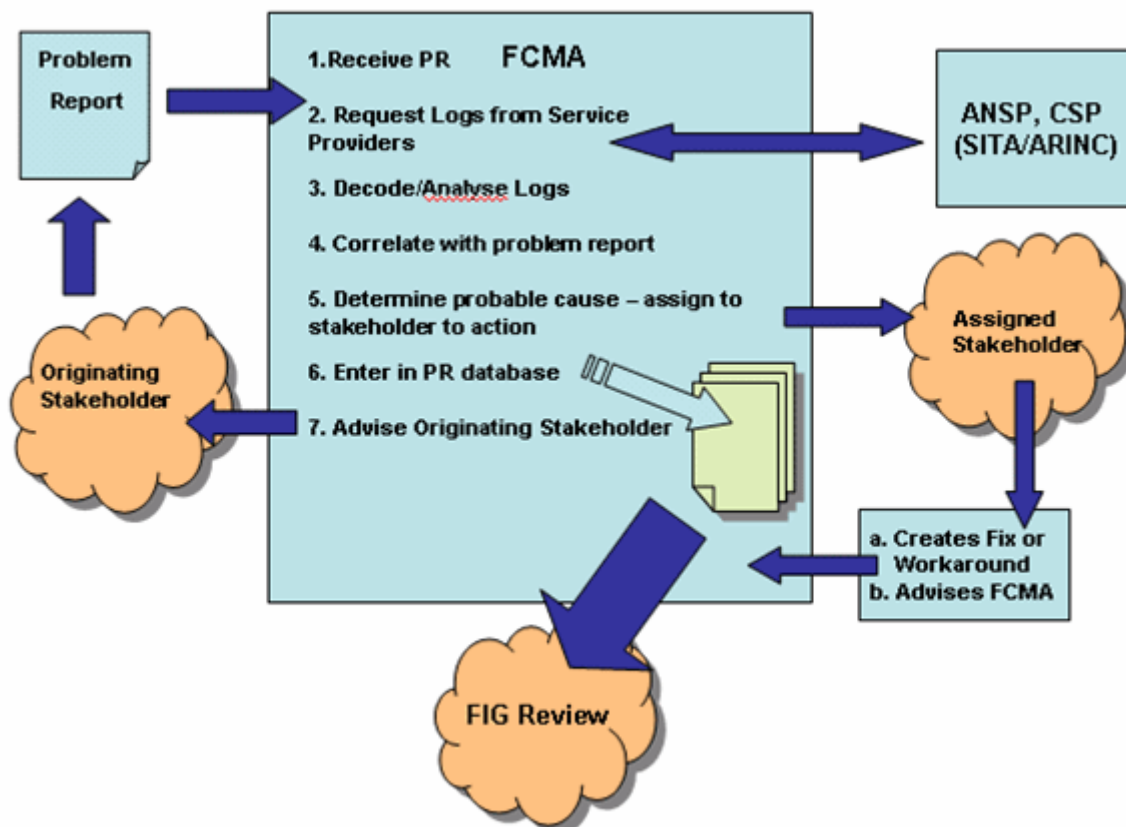 Problem
Report
1.Receive PR FCMA
2. Request Logs from Service
Providers
3. Decode/Analyse Logs
4. Correlate with problem report
5. Determine probable cause – assign to
stakeholder to action
6. Enter in PR database
7. Advise Originating Stakeholder
ANSP, CSP
(SITA/ARINC)
Assigned
Stakeholder
Originating
Stakeholder
a. Creates Fix or
Workaround
b. Advises FCMA
FIG Review